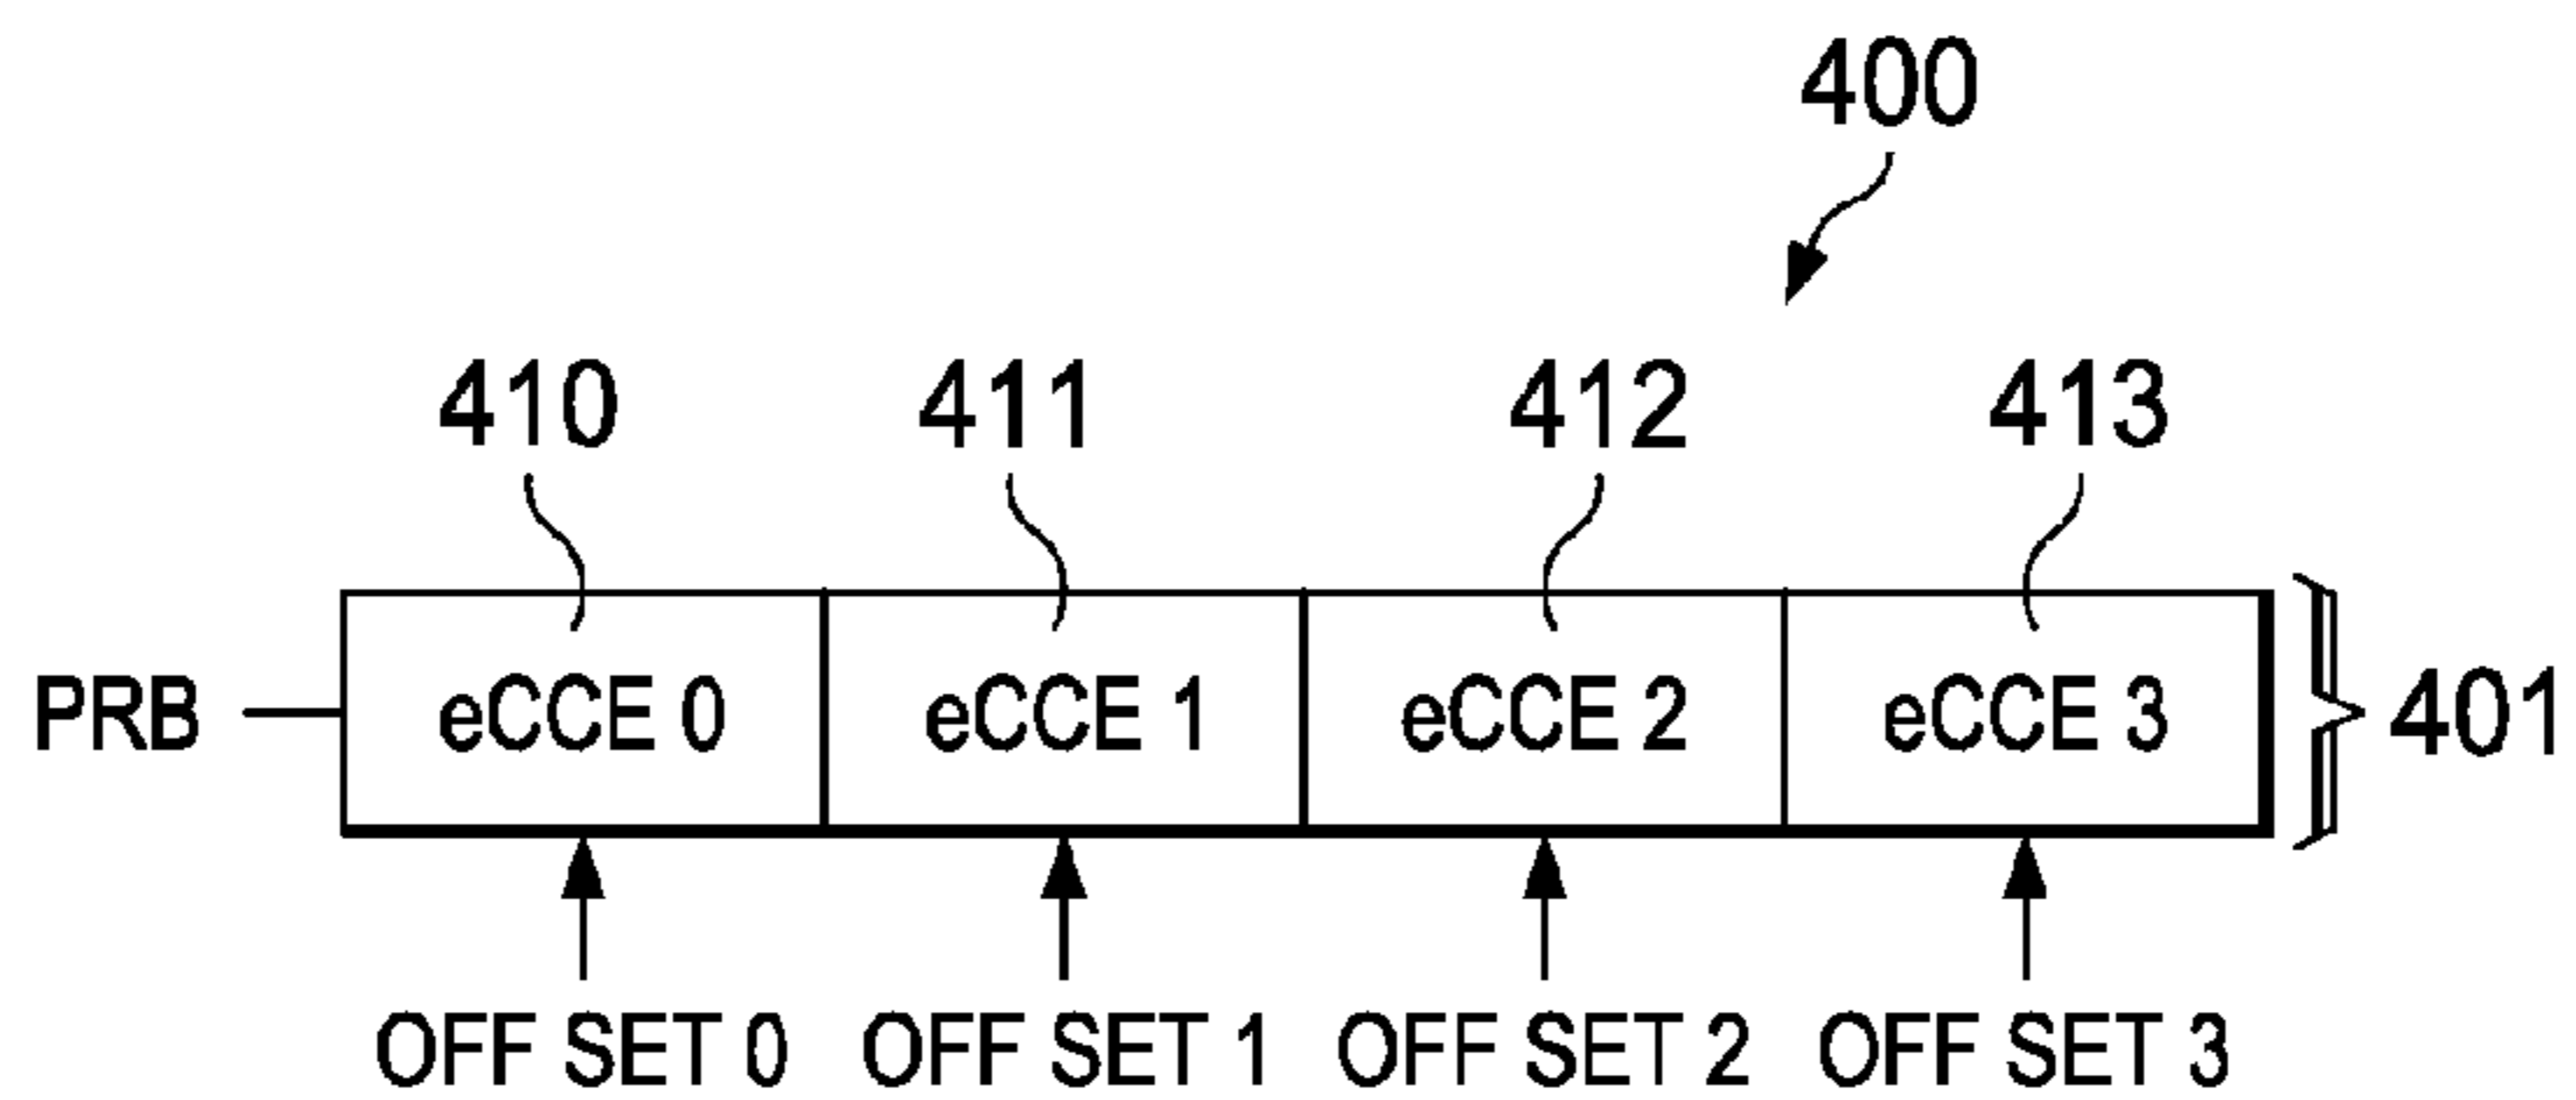 400
410 411 412 413
PRB eCCE 0 eCCE 1 eCCE 2 eCCE 3 401
OFF SET 0 OFF SET 1 OFF SET 2 OFF SET 3